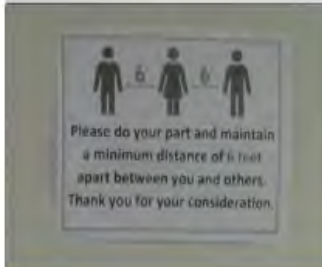 6 6
Please do your part and maintain
a minimum distance of 6 feet
apart between you and others.
Thank you for your consideration.